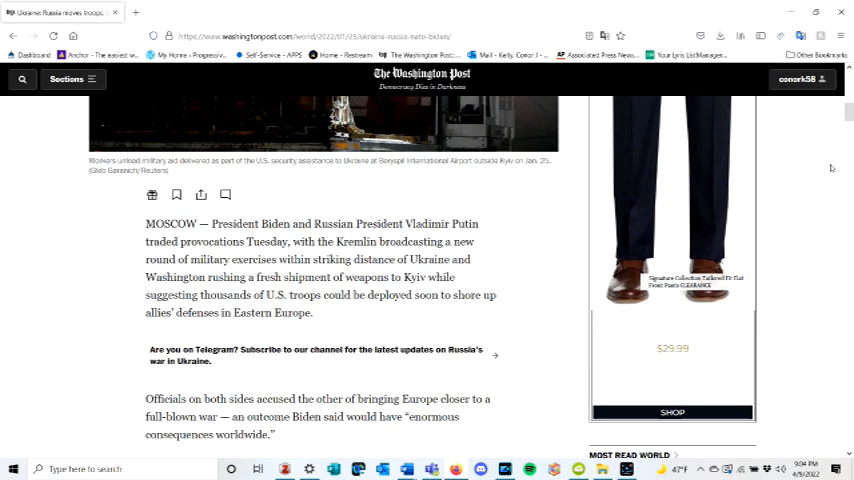 Ukraine: Russia moves troops, U
https://www.washingtonpost.com/world/2022/01/25/ukraine-russia-nato-biden/
Dashboard
Anchor - The easiest w...
My Home - Progressiv...
Self-Service - APPS
Home - Restream
The Washington Post:...
Mail - Kelly, Conor J - ...
AP Associated Press News...
Your Lyris ListManager...
Other Bookmarks
Sections
The Washington Post
Democracy Dies in Darkness
conork58
Workers unload military aid delivered as part of the U.S. security assistance to Ukraine at Boryspil International Airport outside Kyiv on Jan. 25.
(Gleb Garanich/Reuters)
MOSCOW — President Biden and Russian President Vladimir Putin
traded provocations Tuesday, with the Kremlin broadcasting a new
round of military exercises within striking distance of Ukraine and
Washington rushing a fresh shipment of weapons to Kyiv while
suggesting thousands of U.S. troops could be deployed soon to shore up
allies' defenses in Eastern Europe.
Are you on Telegram? Subscribe to our channel for the latest updates on Russia's
war in Ukraine.
Officials on both sides accused the other of bringing Europe closer to a
full-blown war — an outcome Biden said would have “enormous
consequences worldwide.”
Signature Collection Tailored Fit Flat
Front Pants CLEARANCE
$29.99
SHOP
MOST READ WORLD
Type here to search
47°F
9:04 PM
4/9/2022